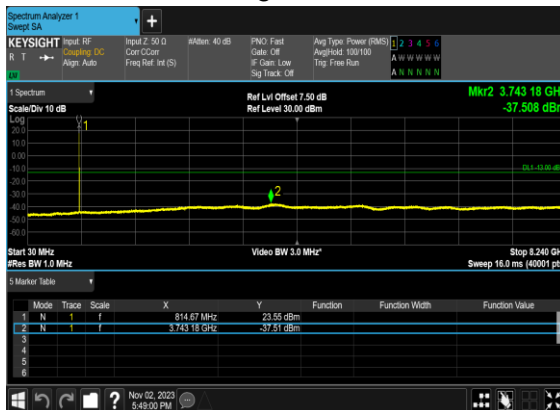 Spectrum Analyzer 1
Swept SA
KEYSIGHT Input: RF Input Z: 50 Ω #Atten: 40 dB PNO: Fast Avg Type: Power (RMS) 1 2 3 4 5 6
R T Coupling: DC Corr CCorr Gate: Off Avg|Hold: 100/100 A W W W W W
Align: Auto Freq Ref: Int (S) IF Gain: Low Trig: Free Run
Sig Track: Off A N N N N N
LW
1 Spectrum
Scale/Div 10 dB Ref Lvl Offset 7.50 dB Mkr2 3.743 18 GHz
Log Ref Level 30.00 dBm -37.508 dBm
20.0
10.0
0.00
-10.0
-20.0
-30.0
-40.0
-50.0
-60.0
1
DL1 -13.00 dB
2
Start 30 MHz Video BW 3.0 MHz* Stop 8.240 GH
#Res BW 1.0 MHz Sweep 16.0 ms (40001 pts
5 Marker Table
Mode Trace Scale X Y Function Function Width Function Value
1 N 1 f 814.67 MHz 23.55 dBm
2 N 1 f 3.743 18 GHz -37.51 dBm
3
4
5
6
Nov 02, 2023
5:49:00 PM